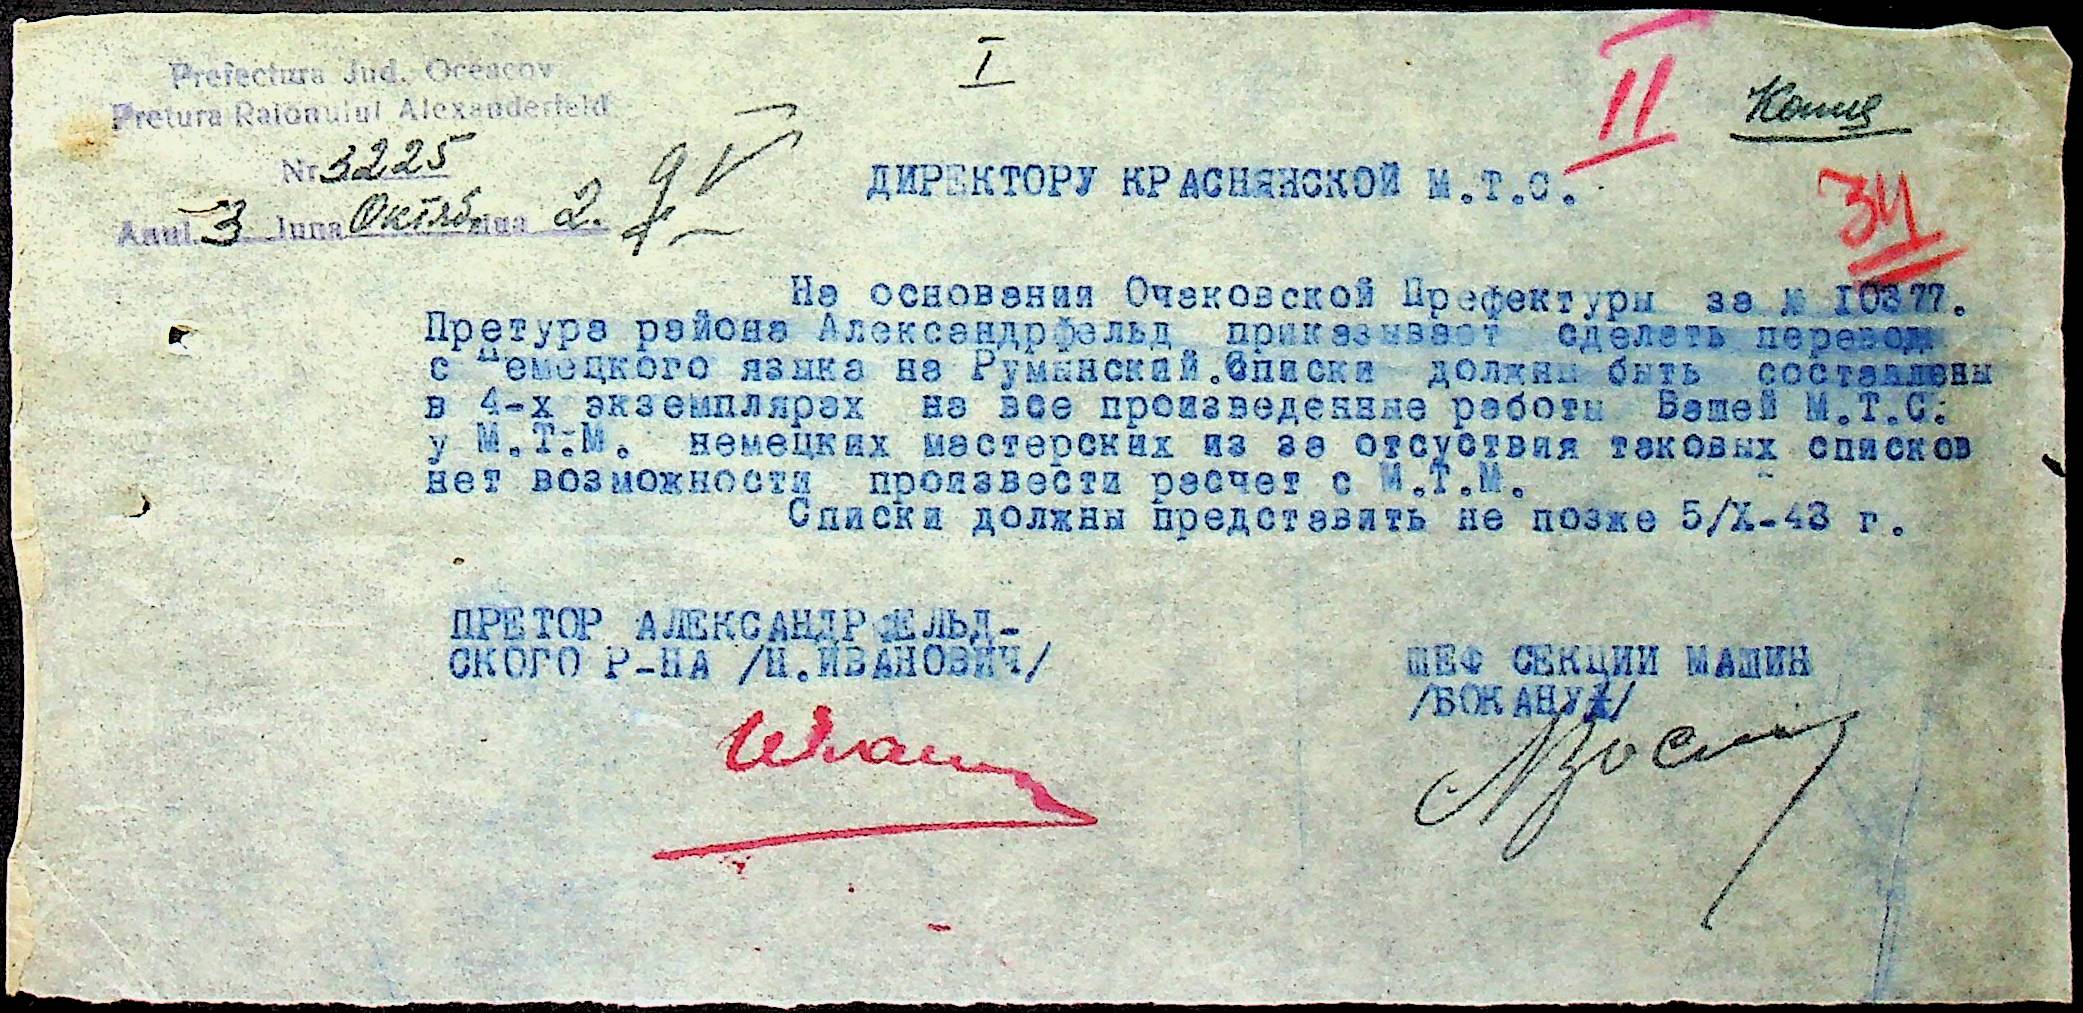 Prefectura Jud. Oceacov
Pretura Raionului Alexanderfeld
Nr 3225
Anul 3 Luna Октяб. Ziua 2.
I
II
Копия
34
ДИРЕКТОРУ КРАСНЯНСКОЙ М.Т.С.
На основании Очаковской Префектуры за № 10377.
Претура района Александрфельд приказывает сделать перевода
с немецкого языка на Румынский. Списки должны быть составлены
в 4-х экземплярах на все произведенные работы Вашей М.Т.С.
у М.Т.М. немецких мастерских из за отсуствия таковых списков
нет возможности произвести расчет с М.Т.М.
Списки должны представить не позже 5/X-43 г.
ПРЕТОР АЛЕКСАНДРФЕЛЬД-
СКОГО Р-НА /Н.ИВАНОВИЧ/
ШЕФ СЕКЦИИ МАШИН
/БОКАНУ/